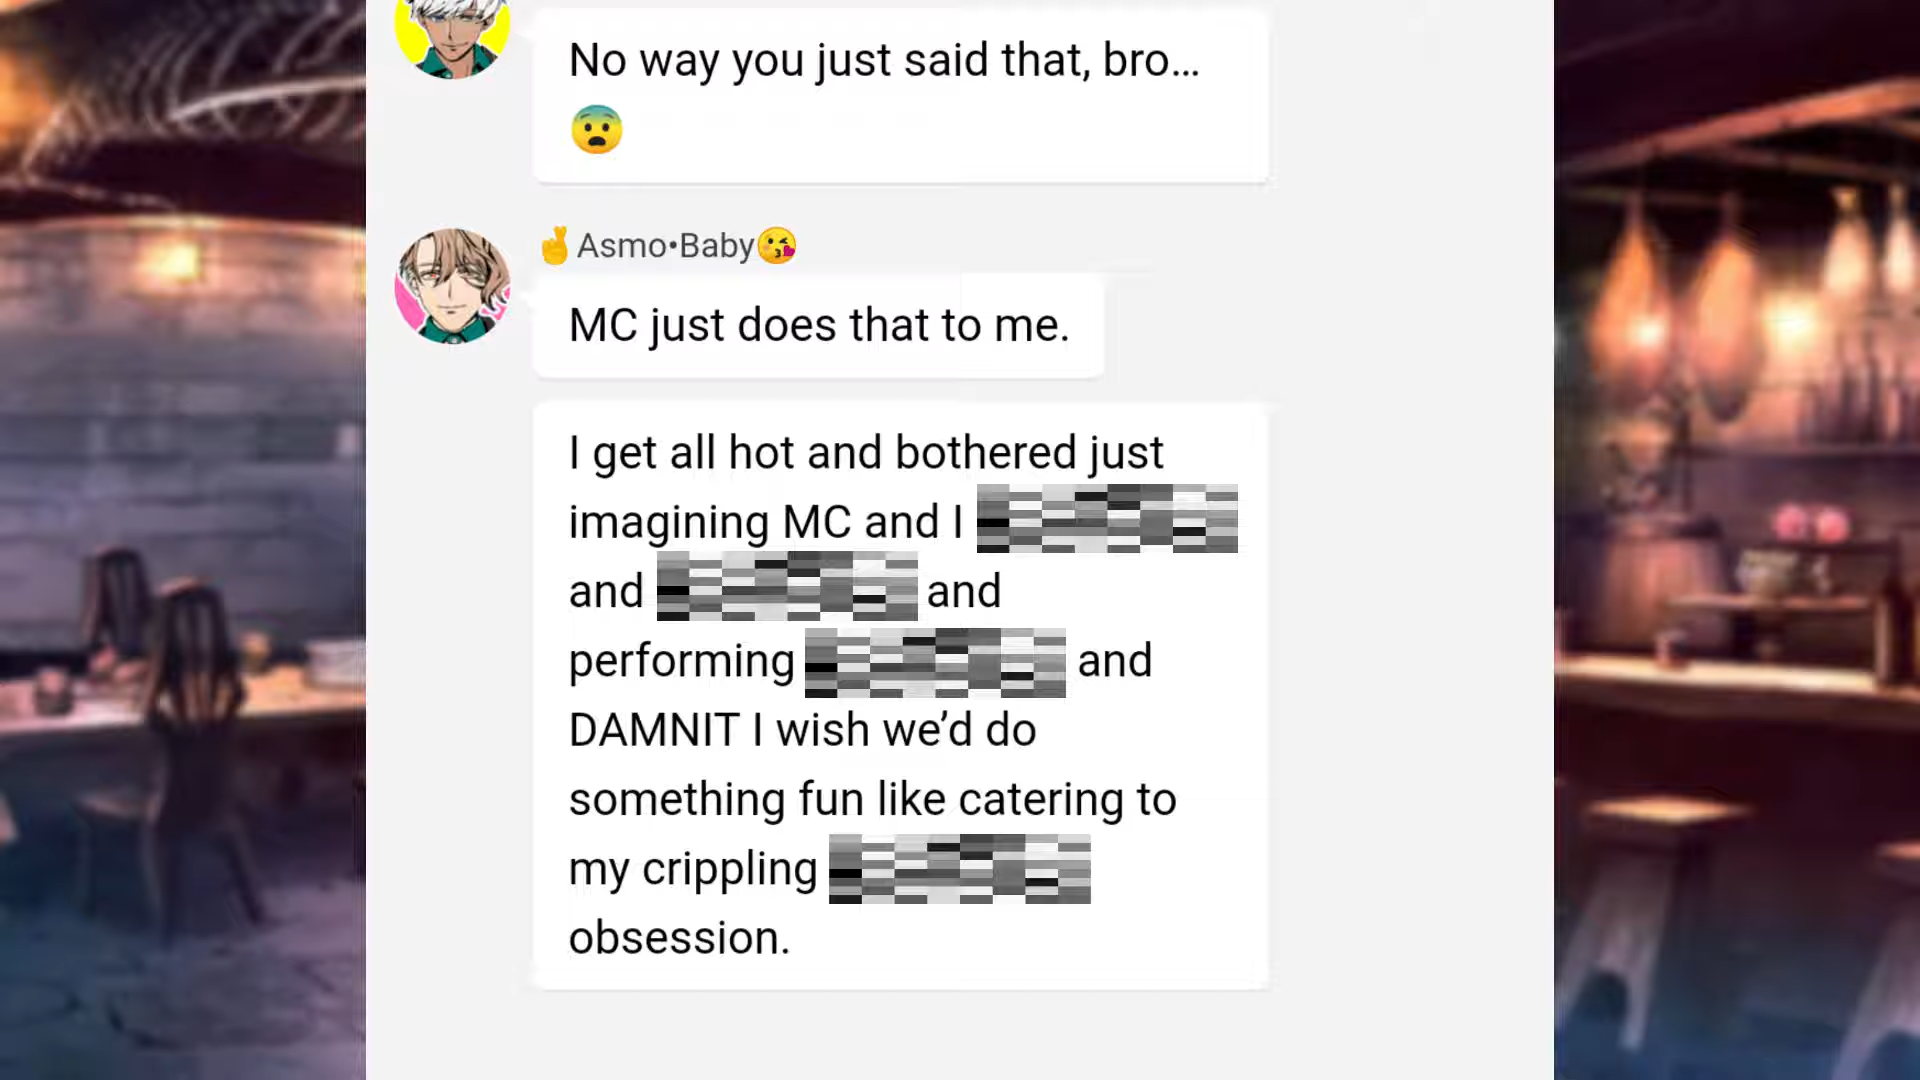 No way you just said that, bro...
😨
🤞Asmo•Baby😘
MC just does that to me.
I get all hot and bothered just
imagining MC and I
and and
performing and
DAMNIT I wish we’d do
something fun like catering to
my crippling
obsession.